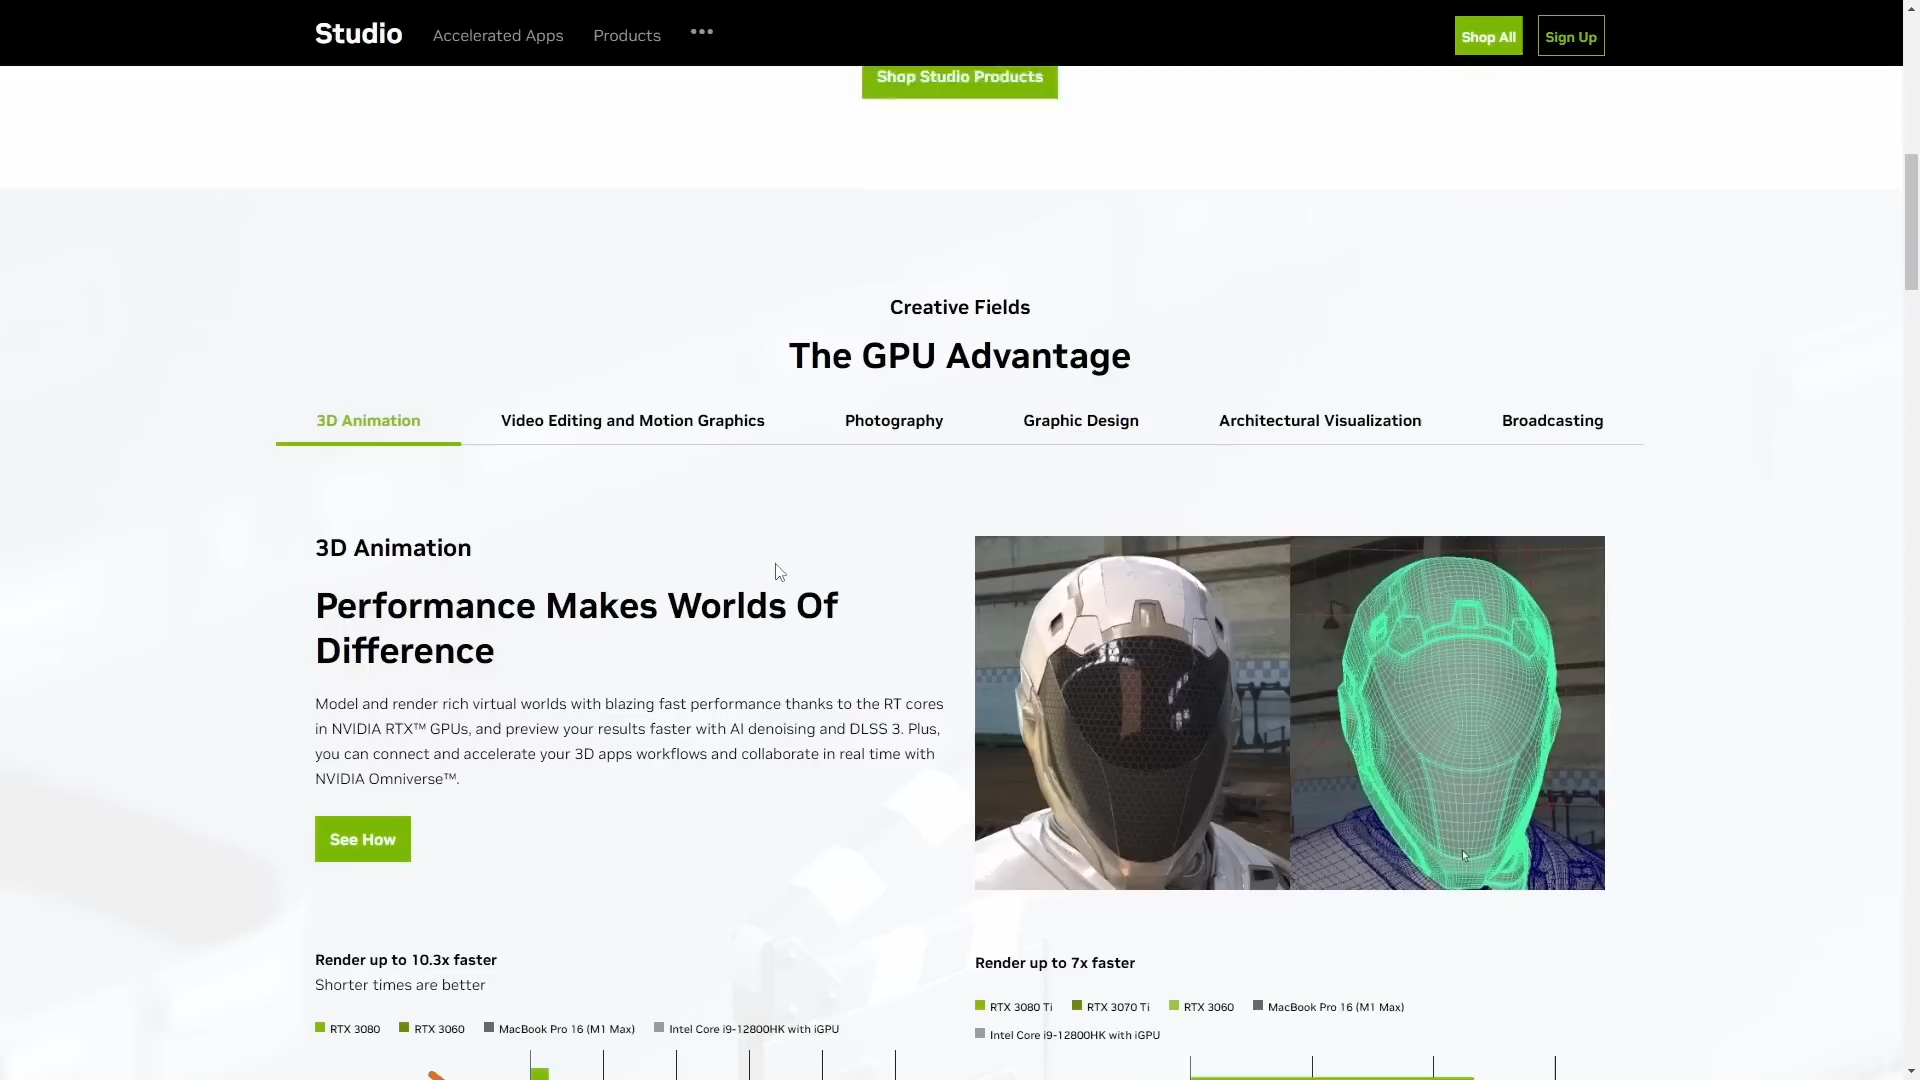 Studio
Accelerated Apps
Products
•••
Shop All
Sign Up
Shop Studio Products
Creative Fields
The GPU Advantage
3D Animation
Video Editing and Motion Graphics
Photography
Graphic Design
Architectural Visualization
Broadcasting
3D Animation
Performance Makes Worlds Of
Difference
Model and render rich virtual worlds with blazing fast performance thanks to the RT cores
in NVIDIA RTX™ GPUs, and preview your results faster with AI denoising and DLSS 3. Plus,
you can connect and accelerate your 3D apps workflows and collaborate in real time with
NVIDIA Omniverse™.
See How
Render up to 10.3x faster
Shorter times are better
RTX 3080
RTX 3060
MacBook Pro 16 (M1 Max)
Intel Core i9-12800HK with iGPU
Render up to 7x faster
RTX 3080 Ti
RTX 3070 Ti
RTX 3060
MacBook Pro 16 (M1 Max)
Intel Core i9-12800HK with iGPU